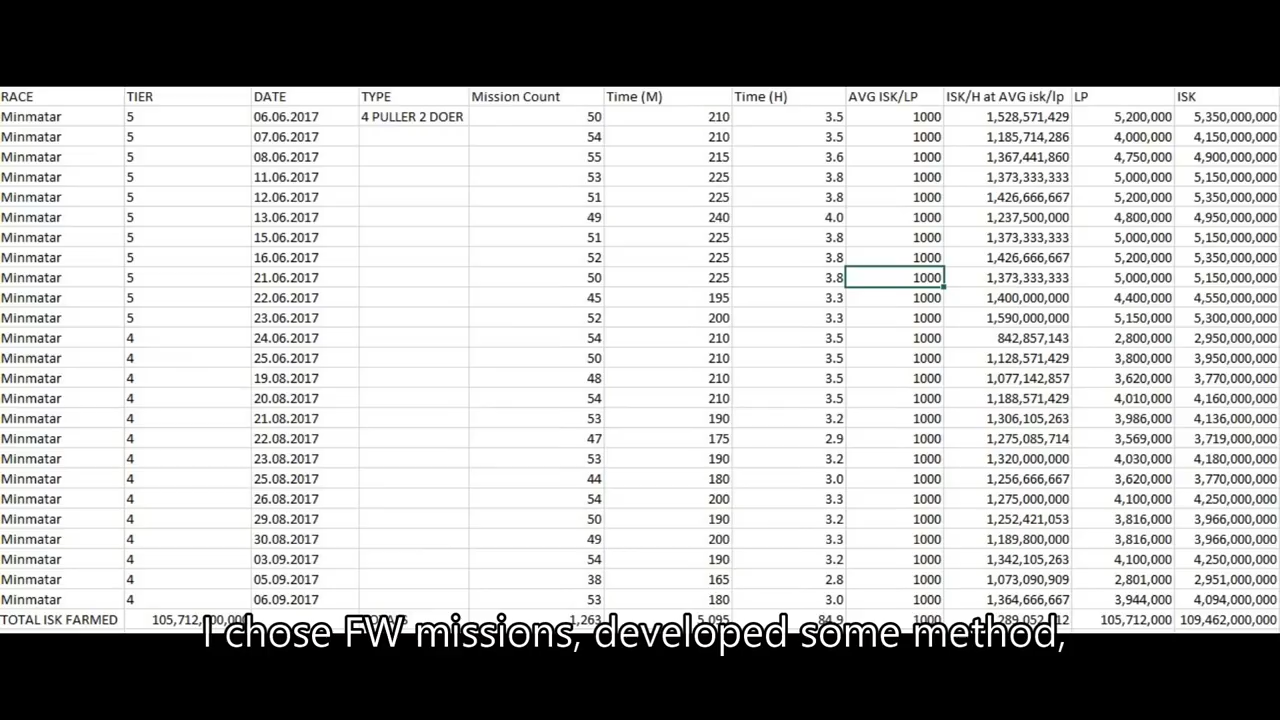 RACE TIER DATE TYPE Mission Count Time (M) Time (H) AVG ISK/LP ISK/H at AVG isk/lp LP ISK
Minmatar 5 06.06.2017 4 PULLER 2 DOER 50 210 3.5 1000 1,528,571,429 5,200,000 5,350,000,000
Minmatar 5 07.06.2017 54 210 3.5 1000 1,185,714,286 4,000,000 4,150,000,000
Minmatar 5 08.06.2017 55 215 3.6 1000 1,367,441,860 4,750,000 4,900,000,000
Minmatar 5 11.06.2017 53 225 3.8 1000 1,373,333,333 5,000,000 5,150,000,000
Minmatar 5 12.06.2017 51 225 3.8 1000 1,426,666,667 5,200,000 5,350,000,000
Minmatar 5 13.06.2017 49 240 4.0 1000 1,237,500,000 4,800,000 4,950,000,000
Minmatar 5 15.06.2017 51 225 3.8 1000 1,373,333,333 5,000,000 5,150,000,000
Minmatar 5 16.06.2017 52 225 3.8 1000 1,426,666,667 5,200,000 5,350,000,000
Minmatar 5 21.06.2017 50 225 3.8 1000 1,373,333,333 5,000,000 5,150,000,000
Minmatar 5 22.06.2017 45 195 3.3 1000 1,400,000,000 4,400,000 4,550,000,000
Minmatar 5 23.06.2017 52 200 3.3 1000 1,590,000,000 5,150,000 5,300,000,000
Minmatar 4 24.06.2017 54 210 3.5 1000 842,857,143 2,800,000 2,950,000,000
Minmatar 4 25.06.2017 50 210 3.5 1000 1,128,571,429 3,800,000 3,950,000,000
Minmatar 4 19.08.2017 48 210 3.5 1000 1,077,142,857 3,620,000 3,770,000,000
Minmatar 4 20.08.2017 54 210 3.5 1000 1,188,571,429 4,010,000 4,160,000,000
Minmatar 4 21.08.2017 53 190 3.2 1000 1,306,105,263 3,986,000 4,136,000,000
Minmatar 4 22.08.2017 47 175 2.9 1000 1,275,085,714 3,569,000 3,719,000,000
Minmatar 4 23.08.2017 53 190 3.2 1000 1,320,000,000 4,030,000 4,180,000,000
Minmatar 4 25.08.2017 44 180 3.0 1000 1,256,666,667 3,620,000 3,770,000,000
Minmatar 4 26.08.2017 54 200 3.3 1000 1,275,000,000 4,100,000 4,250,000,000
Minmatar 4 29.08.2017 50 190 3.2 1000 1,252,421,053 3,816,000 3,966,000,000
Minmatar 4 30.08.2017 49 200 3.3 1000 1,189,800,000 3,816,000 3,966,000,000
Minmatar 4 03.09.2017 54 190 3.2 1000 1,342,105,263 4,100,000 4,250,000,000
Minmatar 4 05.09.2017 38 165 2.8 1000 1,073,090,909 2,801,000 2,951,000,000
Minmatar 4 06.09.2017 53 180 3.0 1000 1,364,666,667 3,944,000 4,094,000,000
TOTAL ISK FARMED 1,263 84.9 105,712,000 109,462,000,000
I chose FW missions, developed some method,